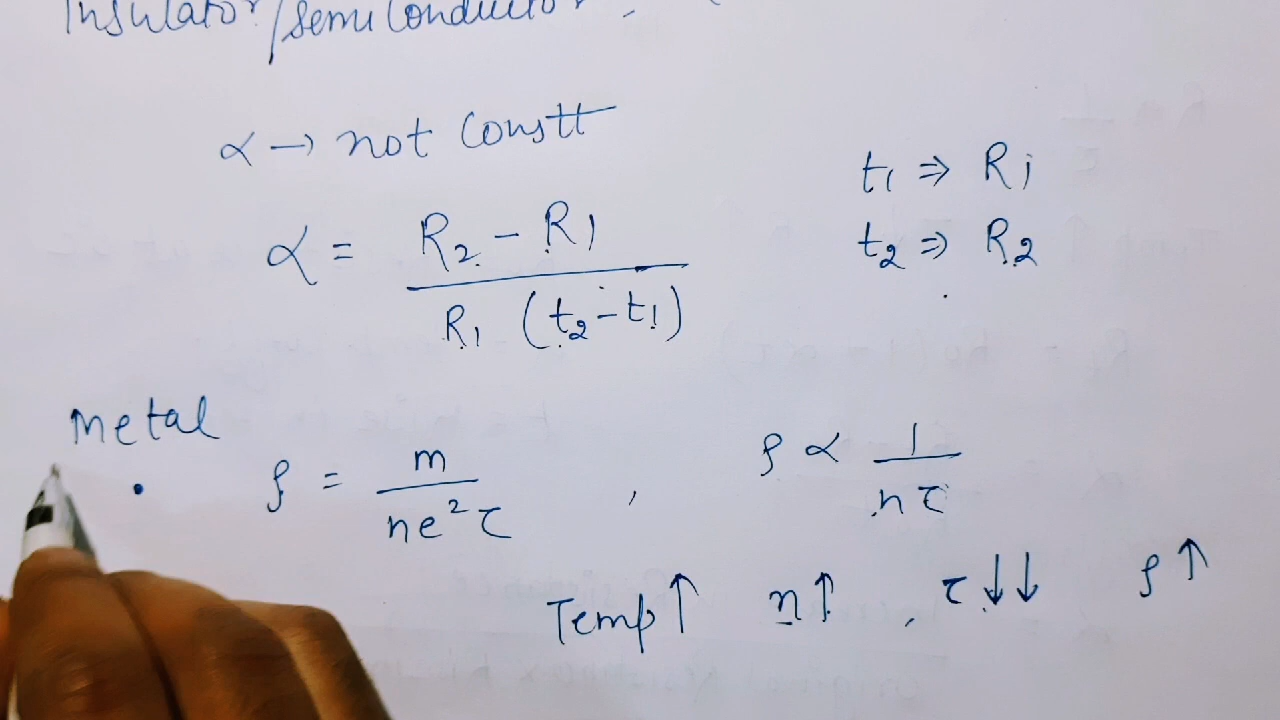 Insulator/semiconductor,
α → not constt
t₁ ⇒ R₁
α = (R₂ - R₁) / (R₁ (t₂ - t₁))
t₂ ⇒ R₂
Metal
ρ = m / (ne²τ) , ρ ∝ 1 / (nτ)
Temp↑ n↑ , τ↓↓ ρ↑